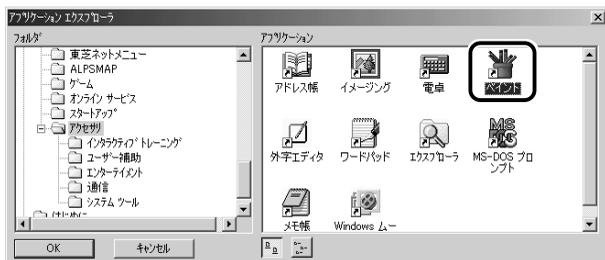 アプリケーション エクスプローラ
フォルダ
東芝ネットメニュー
ALPSMAP
ゲーム
オンライン サービス
スタートアップ
アクセサリ
インタラクティブ トレーニング
ユーザー補助
エンターテイメント
通信
システム ツール
はじめに
OK
キャンセル
アプリケーション
アドレス帳
イメージング
電卓
ペイント
外字エディタ
ワードパッド
エクスプローラ
MS-DOS プロ
ンプト
メモ帳
Windows ムー